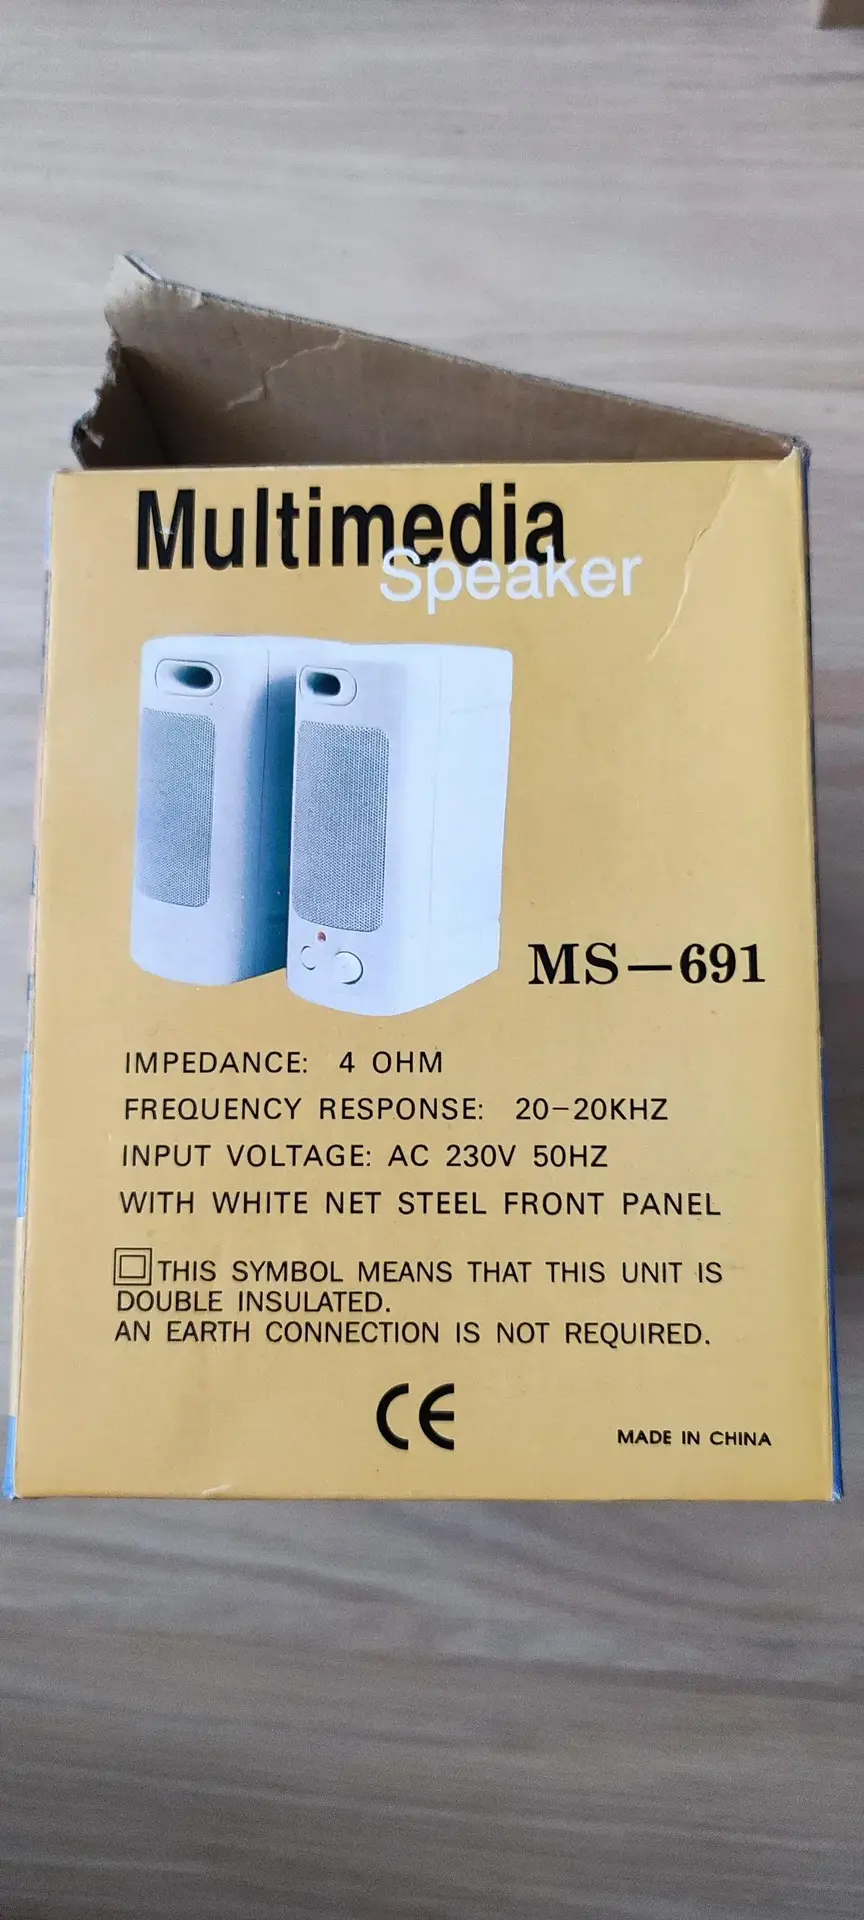 Multimedia
Speaker
MS-691
IMPEDANCE: 4 OHM
FREQUENCY RESPONSE: 20-20KHZ
INPUT VOLTAGE: AC 230V 50HZ
WITH WHITE NET STEEL FRONT PANEL
THIS SYMBOL MEANS THAT THIS UNIT IS
DOUBLE INSULATED.
AN EARTH CONNECTION IS NOT REQUIRED.
CE
MADE IN CHINA